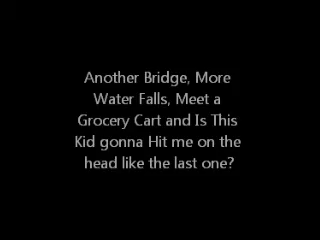 Another Bridge, More
Water Falls, Meet a
Grocery Cart and Is This
Kid gonna Hit me on the
head like the last one?